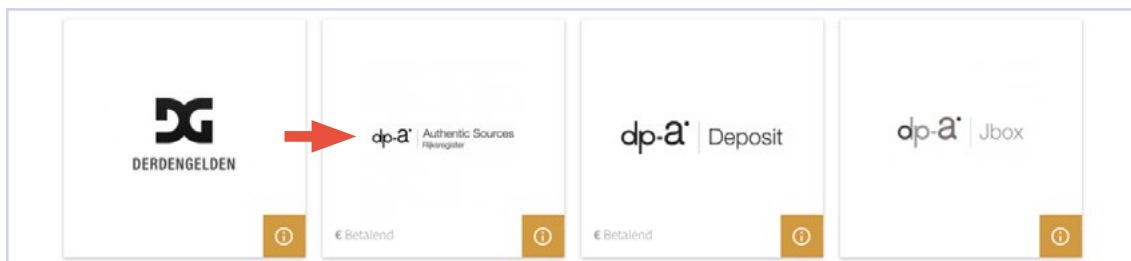 DG
DERDENGELDEN
dp-a Authentic Sources
Rijksregister
€ Betalend
dp-a Deposit
€ Betalend
dp-a Jbox